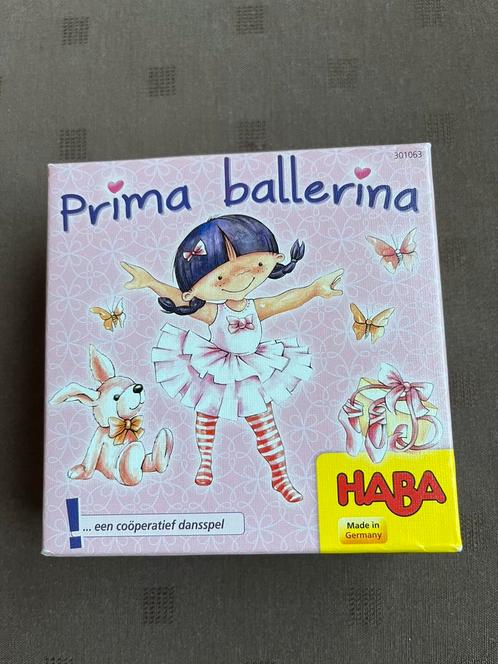 301063
Prima ballerina
HABA
Made in
Germany
! ... een coöperatief dansspel